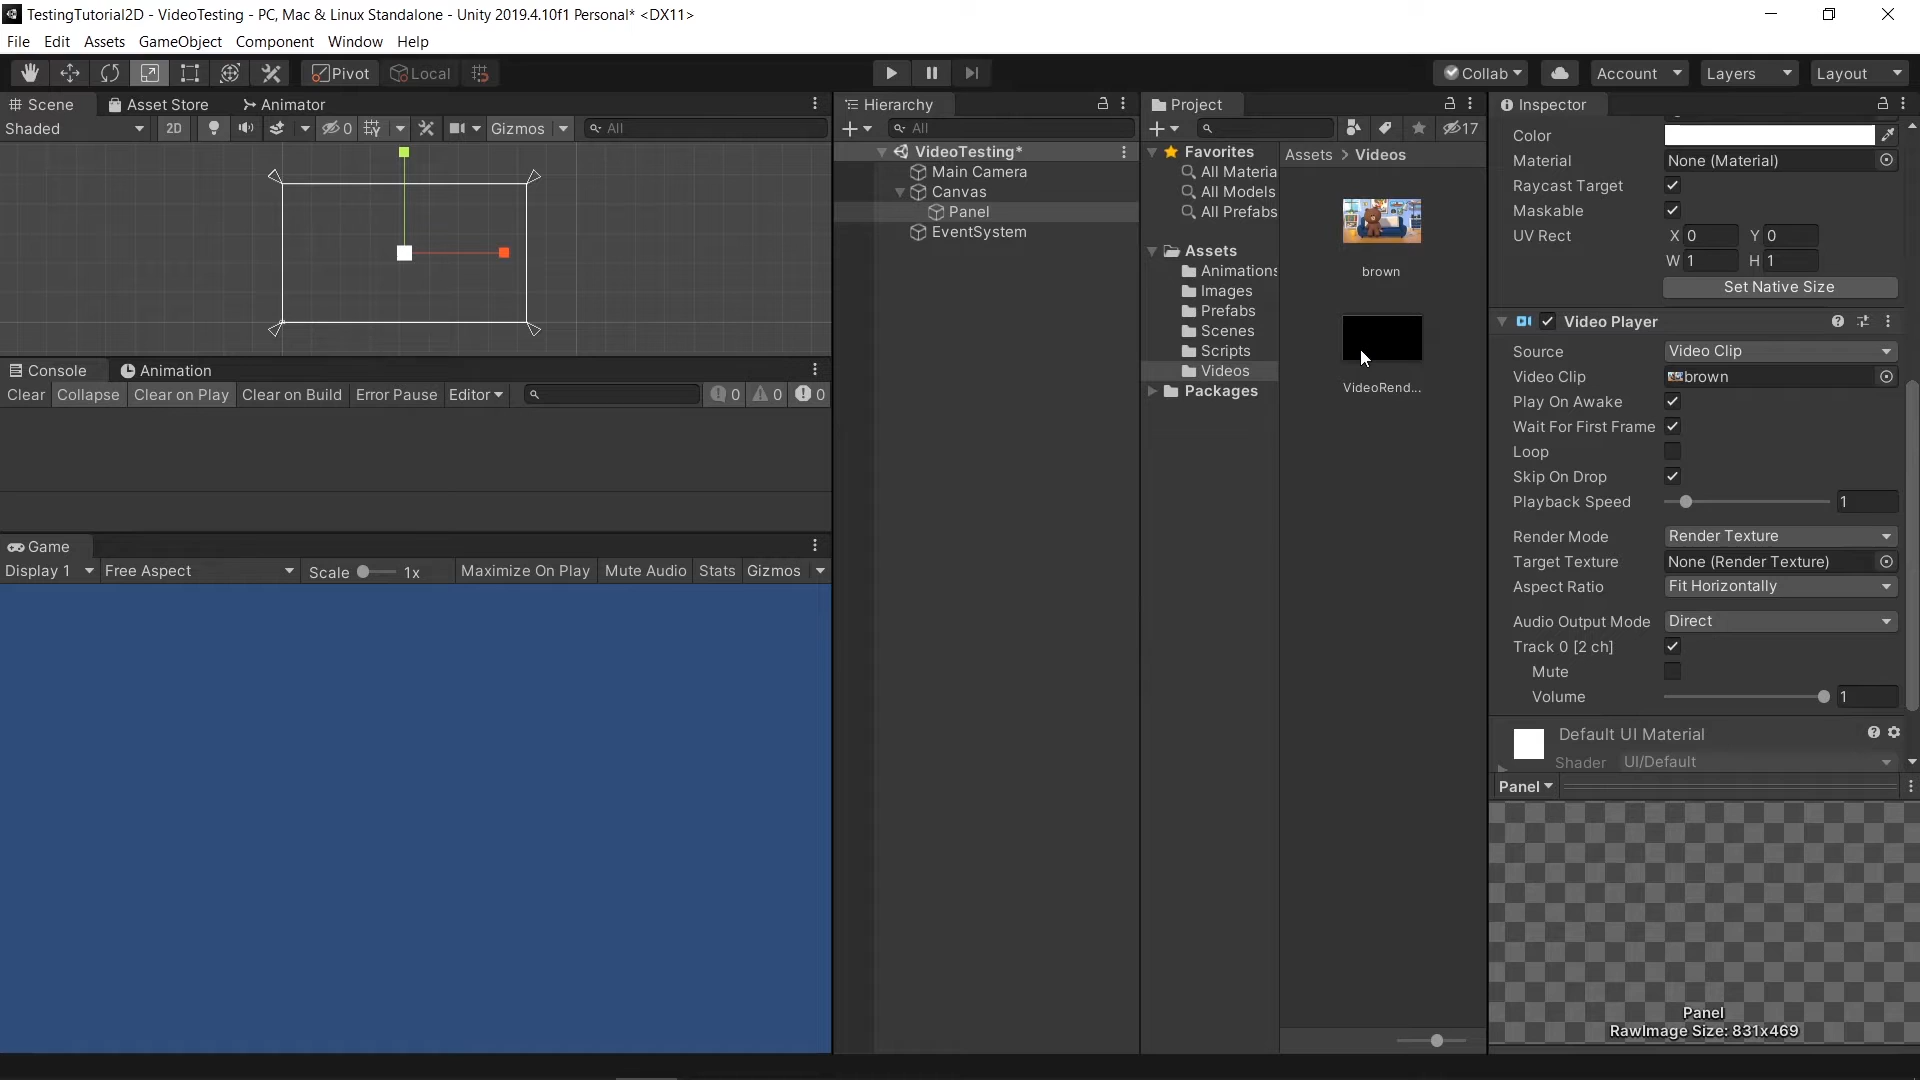 TestingTutorial2D - VideoTesting - PC, Mac & Linux Standalone - Unity 2019.4.10f1 Personal* <DX11>
File Edit Assets GameObject Component Window Help
Pivot Local Collab Account Layers Layout
Scene Asset Store Animator
Shaded 2D 0 Gizmos All
Console Animation
Clear Collapse Clear on Play Clear on Build Error Pause Editor 0 0 0
Game
Display 1 Free Aspect Scale 1x Maximize On Play Mute Audio Stats Gizmos
Hierarchy
All
VideoTesting*
Main Camera
Canvas
Panel
EventSystem
Project
17
Favorites
All Materia
All Models
All Prefabs
Assets
Animations
Images
Prefabs
Scenes
Scripts
Videos
Packages
Assets > Videos
brown
VideoRend...
Inspector
Color
Material None (Material)
Raycast Target
Maskable
UV Rect X 0 Y 0
W 1 H 1
Set Native Size
Video Player
Source Video Clip
Video Clip brown
Play On Awake
Wait For First Frame
Loop
Skip On Drop
Playback Speed 1
Render Mode Render Texture
Target Texture None (Render Texture)
Aspect Ratio Fit Horizontally
Audio Output Mode Direct
Track 0 [2 ch]
Mute
Volume 1
Default UI Material
Shader UI/Default
Panel
Panel
RawImage Size: 831x469